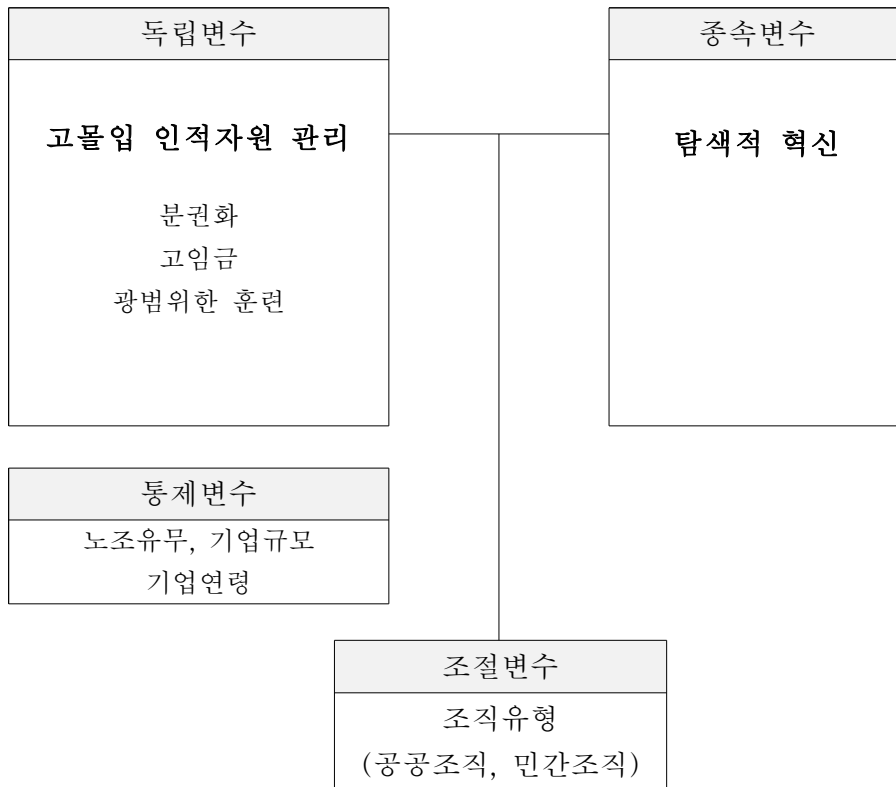 독립변수
고몰입 인적자원 관리
분권화
고임금
광범위한 훈련
종속변수
탐색적 혁신
통제변수
노조유무, 기업규모
기업연령
조절변수
조직유형
(공공조직, 민간조직)